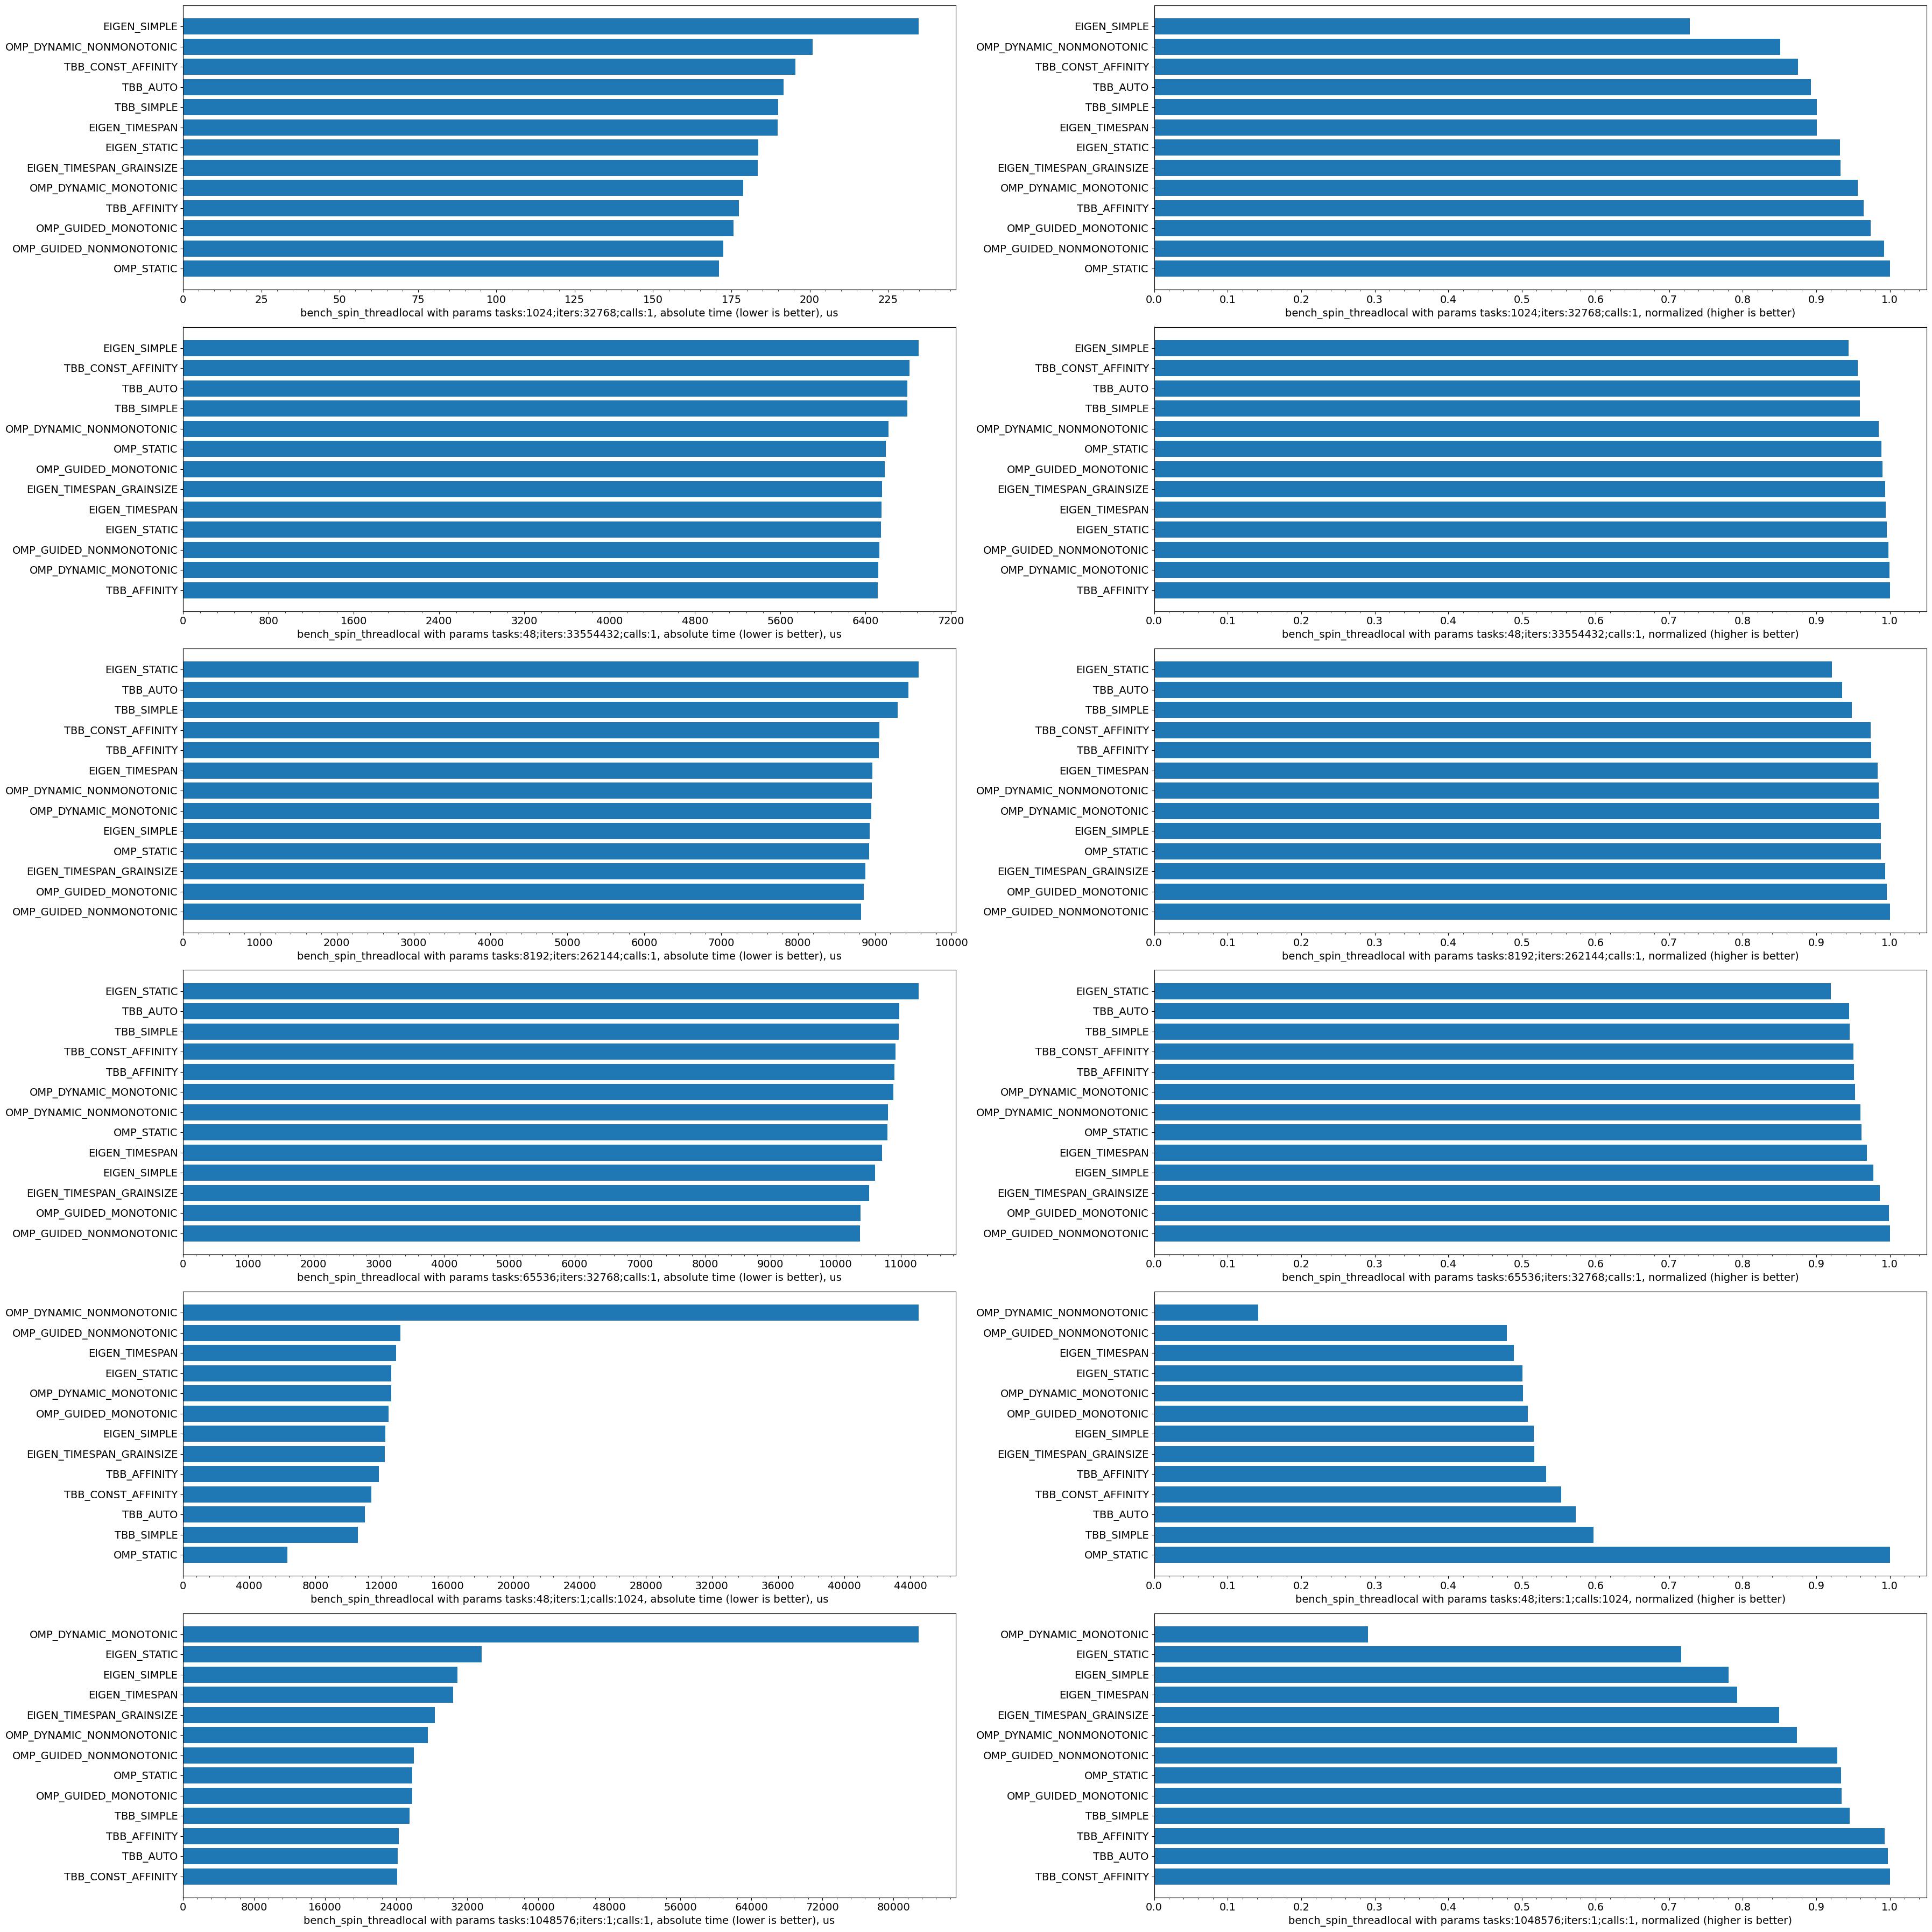 EIGEN_SIMPLE
OMP_DYNAMIC_NONMONOTONIC
TBB_CONST_AFFINITY
TBB_AUTO
TBB_SIMPLE
EIGEN_TIMESPAN
EIGEN_STATIC
EIGEN_TIMESPAN_GRAINSIZE
OMP_DYNAMIC_MONOTONIC
TBB_AFFINITY
OMP_GUIDED_MONOTONIC
OMP_GUIDED_NONMONOTONIC
OMP_STATIC
0 25 50 75 100 125 150 175 200 225
bench_spin_threadlocal with params tasks:1024;iters:32768;calls:1, absolute time (lower is better), us
EIGEN_SIMPLE
OMP_DYNAMIC_NONMONOTONIC
TBB_CONST_AFFINITY
TBB_AUTO
TBB_SIMPLE
EIGEN_TIMESPAN
EIGEN_STATIC
EIGEN_TIMESPAN_GRAINSIZE
OMP_DYNAMIC_MONOTONIC
TBB_AFFINITY
OMP_GUIDED_MONOTONIC
OMP_GUIDED_NONMONOTONIC
OMP_STATIC
0.0 0.1 0.2 0.3 0.4 0.5 0.6 0.7 0.8 0.9 1.0
bench_spin_threadlocal with params tasks:1024;iters:32768;calls:1, normalized (higher is better)
EIGEN_SIMPLE
TBB_CONST_AFFINITY
TBB_AUTO
TBB_SIMPLE
OMP_DYNAMIC_NONMONOTONIC
OMP_STATIC
OMP_GUIDED_MONOTONIC
EIGEN_TIMESPAN_GRAINSIZE
EIGEN_TIMESPAN
EIGEN_STATIC
OMP_GUIDED_NONMONOTONIC
OMP_DYNAMIC_MONOTONIC
TBB_AFFINITY
0 800 1600 2400 3200 4000 4800 5600 6400 7200
bench_spin_threadlocal with params tasks:48;iters:33554432;calls:1, absolute time (lower is better), us
EIGEN_SIMPLE
TBB_CONST_AFFINITY
TBB_AUTO
TBB_SIMPLE
OMP_DYNAMIC_NONMONOTONIC
OMP_STATIC
OMP_GUIDED_MONOTONIC
EIGEN_TIMESPAN_GRAINSIZE
EIGEN_TIMESPAN
EIGEN_STATIC
OMP_GUIDED_NONMONOTONIC
OMP_DYNAMIC_MONOTONIC
TBB_AFFINITY
0.0 0.1 0.2 0.3 0.4 0.5 0.6 0.7 0.8 0.9 1.0
bench_spin_threadlocal with params tasks:48;iters:33554432;calls:1, normalized (higher is better)
EIGEN_STATIC
TBB_AUTO
TBB_SIMPLE
TBB_CONST_AFFINITY
TBB_AFFINITY
EIGEN_TIMESPAN
OMP_DYNAMIC_NONMONOTONIC
OMP_DYNAMIC_MONOTONIC
EIGEN_SIMPLE
OMP_STATIC
EIGEN_TIMESPAN_GRAINSIZE
OMP_GUIDED_MONOTONIC
OMP_GUIDED_NONMONOTONIC
0 1000 2000 3000 4000 5000 6000 7000 8000 9000 10000
bench_spin_threadlocal with params tasks:8192;iters:262144;calls:1, absolute time (lower is better), us
EIGEN_STATIC
TBB_AUTO
TBB_SIMPLE
TBB_CONST_AFFINITY
TBB_AFFINITY
EIGEN_TIMESPAN
OMP_DYNAMIC_NONMONOTONIC
OMP_DYNAMIC_MONOTONIC
EIGEN_SIMPLE
OMP_STATIC
EIGEN_TIMESPAN_GRAINSIZE
OMP_GUIDED_MONOTONIC
OMP_GUIDED_NONMONOTONIC
0.0 0.1 0.2 0.3 0.4 0.5 0.6 0.7 0.8 0.9 1.0
bench_spin_threadlocal with params tasks:8192;iters:262144;calls:1, normalized (higher is better)
EIGEN_STATIC
TBB_AUTO
TBB_SIMPLE
TBB_CONST_AFFINITY
TBB_AFFINITY
OMP_DYNAMIC_MONOTONIC
OMP_DYNAMIC_NONMONOTONIC
OMP_STATIC
EIGEN_TIMESPAN
EIGEN_SIMPLE
EIGEN_TIMESPAN_GRAINSIZE
OMP_GUIDED_MONOTONIC
OMP_GUIDED_NONMONOTONIC
0 1000 2000 3000 4000 5000 6000 7000 8000 9000 10000 11000
bench_spin_threadlocal with params tasks:65536;iters:32768;calls:1, absolute time (lower is better), us
EIGEN_STATIC
TBB_AUTO
TBB_SIMPLE
TBB_CONST_AFFINITY
TBB_AFFINITY
OMP_DYNAMIC_MONOTONIC
OMP_DYNAMIC_NONMONOTONIC
OMP_STATIC
EIGEN_TIMESPAN
EIGEN_SIMPLE
EIGEN_TIMESPAN_GRAINSIZE
OMP_GUIDED_MONOTONIC
OMP_GUIDED_NONMONOTONIC
0.0 0.1 0.2 0.3 0.4 0.5 0.6 0.7 0.8 0.9 1.0
bench_spin_threadlocal with params tasks:65536;iters:32768;calls:1, normalized (higher is better)
OMP_DYNAMIC_NONMONOTONIC
OMP_GUIDED_NONMONOTONIC
EIGEN_TIMESPAN
EIGEN_STATIC
OMP_DYNAMIC_MONOTONIC
OMP_GUIDED_MONOTONIC
EIGEN_SIMPLE
EIGEN_TIMESPAN_GRAINSIZE
TBB_AFFINITY
TBB_CONST_AFFINITY
TBB_AUTO
TBB_SIMPLE
OMP_STATIC
0 4000 8000 12000 16000 20000 24000 28000 32000 36000 40000 44000
bench_spin_threadlocal with params tasks:48;iters:1;calls:1024, absolute time (lower is better), us
OMP_DYNAMIC_NONMONOTONIC
OMP_GUIDED_NONMONOTONIC
EIGEN_TIMESPAN
EIGEN_STATIC
OMP_DYNAMIC_MONOTONIC
OMP_GUIDED_MONOTONIC
EIGEN_SIMPLE
EIGEN_TIMESPAN_GRAINSIZE
TBB_AFFINITY
TBB_CONST_AFFINITY
TBB_AUTO
TBB_SIMPLE
OMP_STATIC
0.0 0.1 0.2 0.3 0.4 0.5 0.6 0.7 0.8 0.9 1.0
bench_spin_threadlocal with params tasks:48;iters:1;calls:1024, normalized (higher is better)
OMP_DYNAMIC_MONOTONIC
EIGEN_STATIC
EIGEN_SIMPLE
EIGEN_TIMESPAN
EIGEN_TIMESPAN_GRAINSIZE
OMP_DYNAMIC_NONMONOTONIC
OMP_GUIDED_NONMONOTONIC
OMP_STATIC
OMP_GUIDED_MONOTONIC
TBB_SIMPLE
TBB_AFFINITY
TBB_AUTO
TBB_CONST_AFFINITY
0 8000 16000 24000 32000 40000 48000 56000 64000 72000 80000
bench_spin_threadlocal with params tasks:1048576;iters:1;calls:1, absolute time (lower is better), us
OMP_DYNAMIC_MONOTONIC
EIGEN_STATIC
EIGEN_SIMPLE
EIGEN_TIMESPAN
EIGEN_TIMESPAN_GRAINSIZE
OMP_DYNAMIC_NONMONOTONIC
OMP_GUIDED_NONMONOTONIC
OMP_STATIC
OMP_GUIDED_MONOTONIC
TBB_SIMPLE
TBB_AFFINITY
TBB_AUTO
TBB_CONST_AFFINITY
0.0 0.1 0.2 0.3 0.4 0.5 0.6 0.7 0.8 0.9 1.0
bench_spin_threadlocal with params tasks:1048576;iters:1;calls:1, normalized (higher is better)